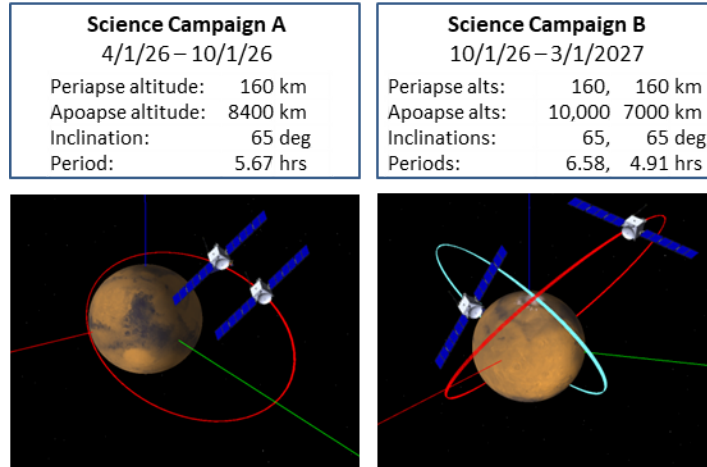 Science Campaign A
4/1/26 – 10/1/26
Periapse altitude: 160 km
Apoapse altitude: 8400 km
Inclination: 65 deg
Period: 5.67 hrs
Science Campaign B
10/1/26 – 3/1/2027
Periapse alts: 160, 160 km
Apoapse alts: 10,000 7000 km
Inclinations: 65, 65 deg
Periods: 6.58, 4.91 hrs